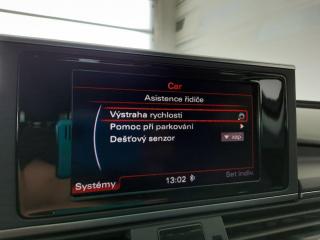 Car
Asistence řidiče
Výstraha rychlosti
Pomoc při parkování
Dešťový senzor
zap
Systémy
13:02
Set indiv.